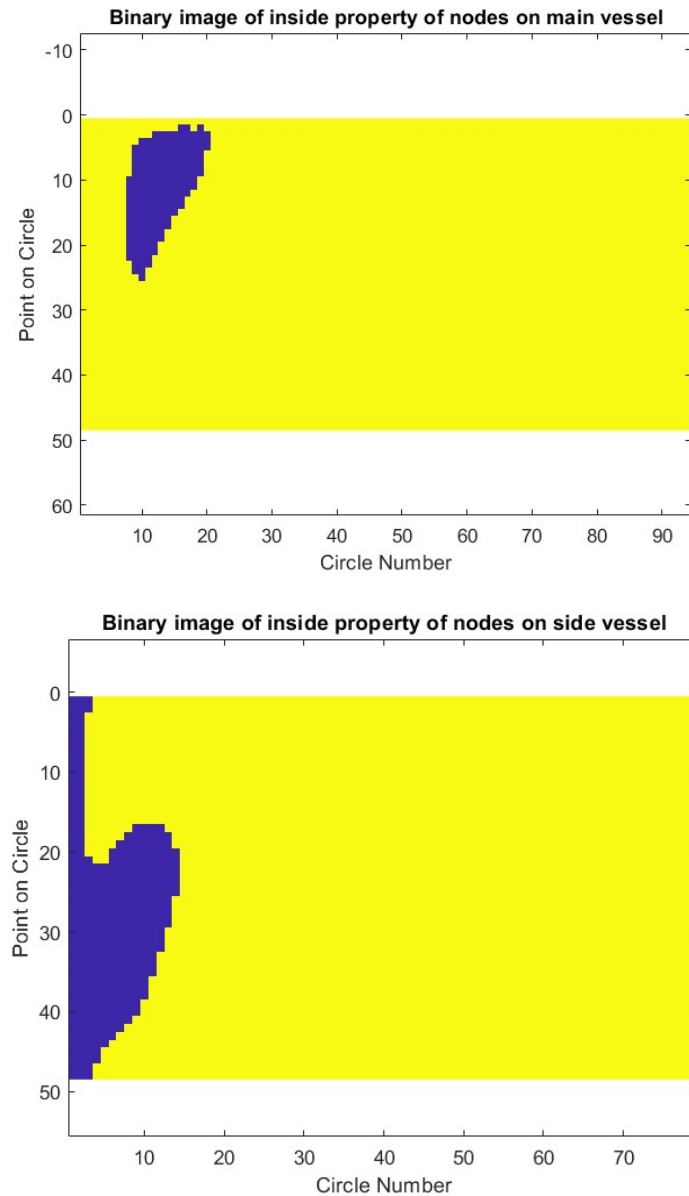 Binary image of inside property of nodes on main vessel
-10
0
10
20
30
40
50
60
Point on Circle
10 20 30 40 50 60 70 80 90
Circle Number
Binary image of inside property of nodes on side vessel
0
10
20
30
40
50
Point on Circle
10 20 30 40 50 60 70
Circle Number